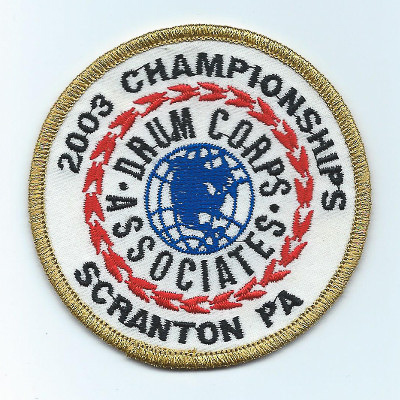 2003 CHAMPIONSHIPS
DRUM CORPS
• ASSOCIATES •
SCRANTON PA